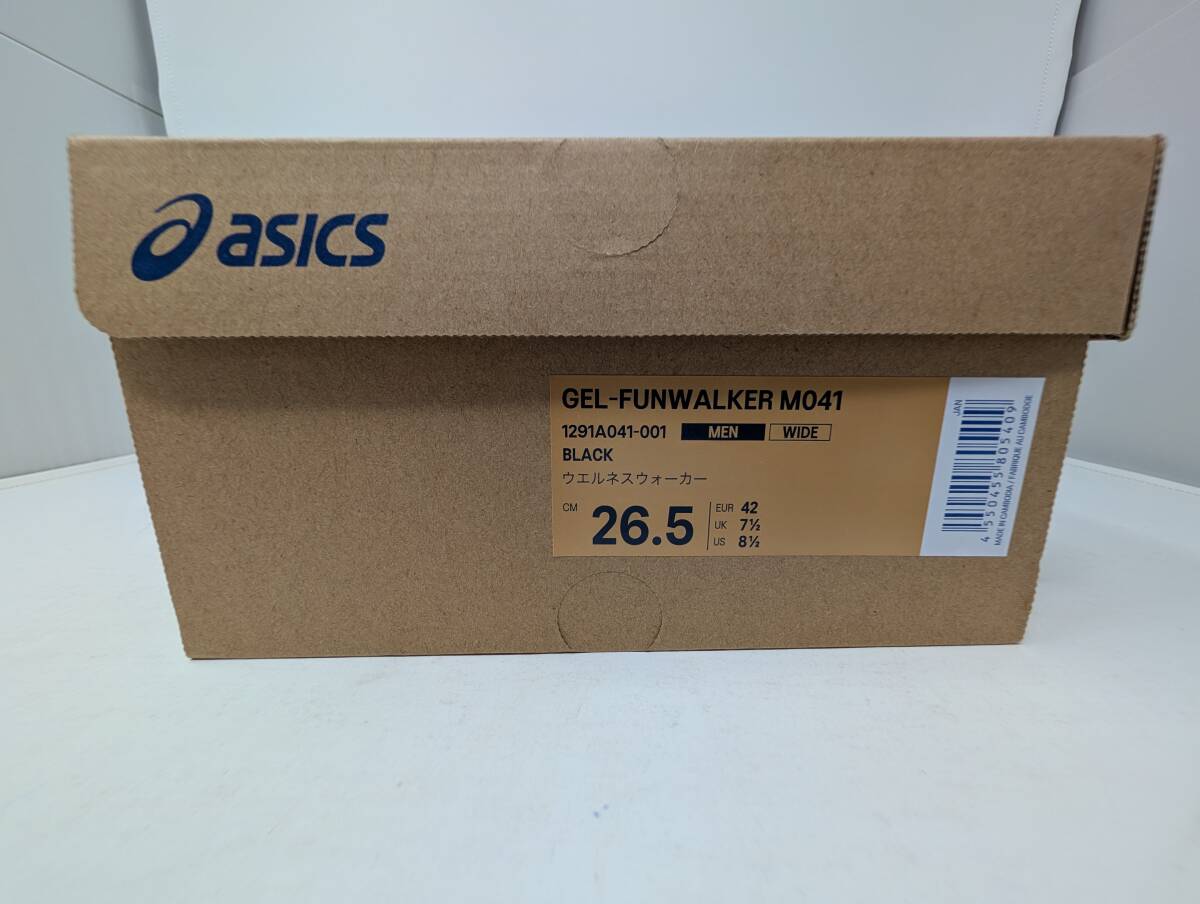 asics
GEL-FUNWALKER M041
1291A041-001 MEN WIDE
BLACK
ウエルネスウォーカー
CM 26.5
EUR 42
UK 7½
US 8½
JAN
4550455805409
MADE IN CAMBODIA / FABRIQUE AU CAMBODGE